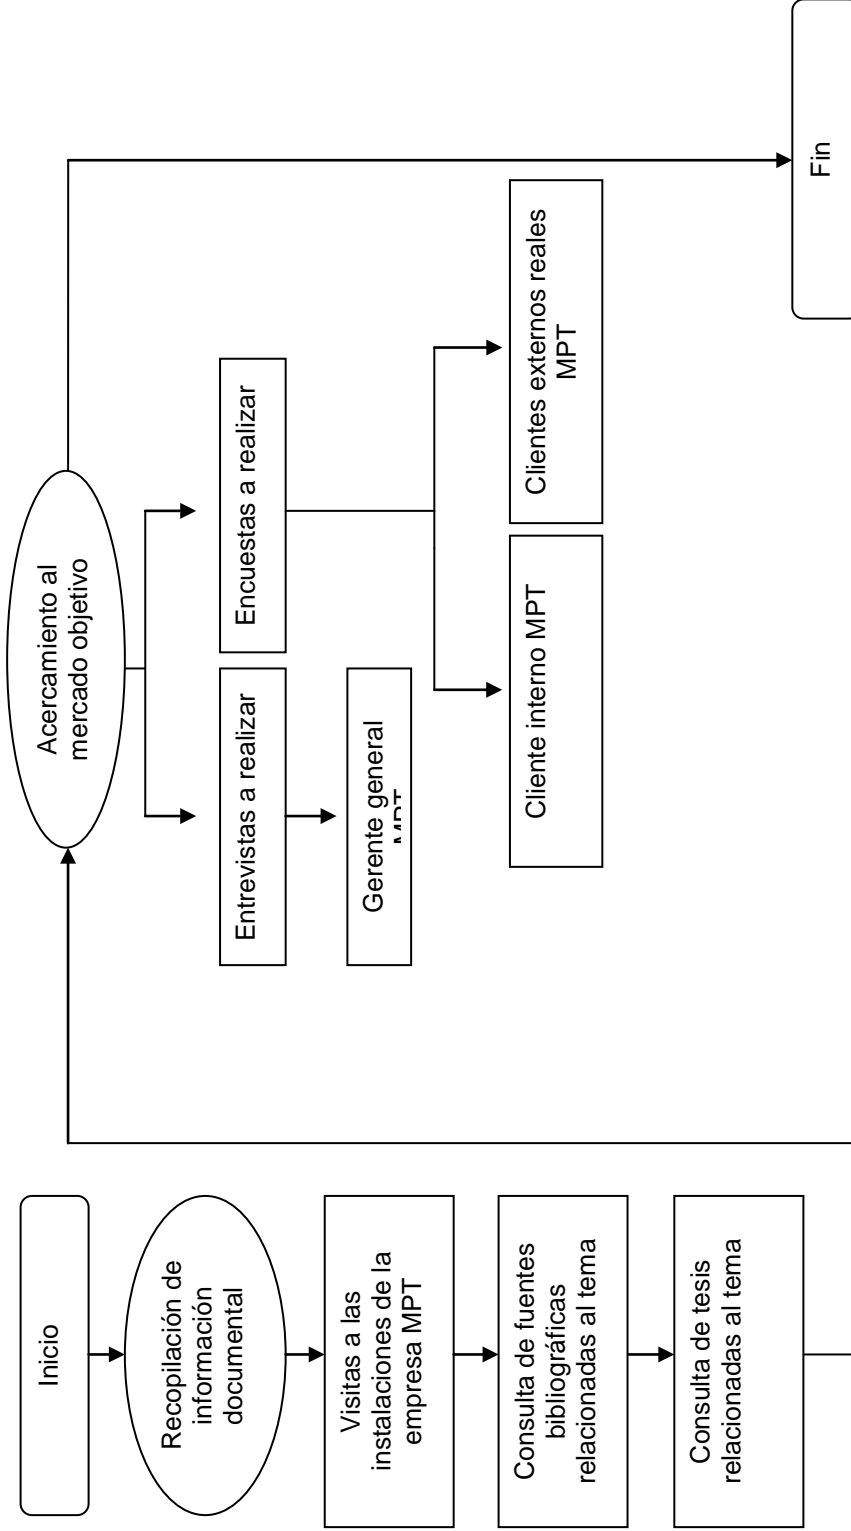 Inicio
Recopilación de
información
documental
Visitas a las
instalaciones de la
empresa MPT
Consulta de fuentes
bibliográficas
relacionadas al tema
Consulta de tesis
relacionadas al tema
Acercamiento al
mercado objetivo
Entrevistas a realizar
Gerente general
MPT
Encuestas a realizar
Cliente interno MPT
Clientes externos reales
MPT
Fin